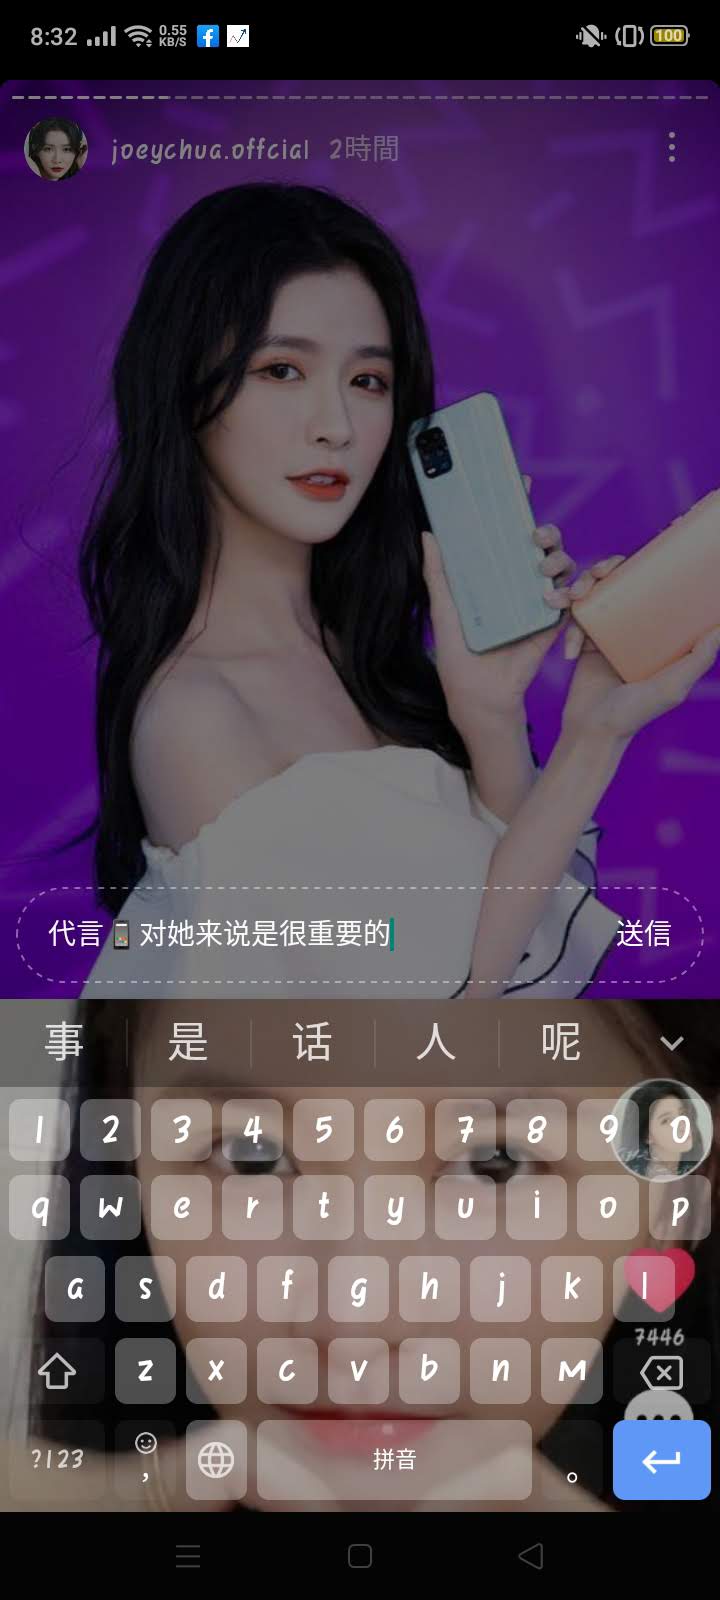 8:32
0.55
KB/S
100
joeychua.offcial 2時間
代言📱对她来说是很重要的
送信
事 是 话 人 呢
1 2 3 4 5 6 7 8 9 0
q w e r t y u i o p
a s d f g h j k l
7446
z x c v b n m
?123 , 拼音 。